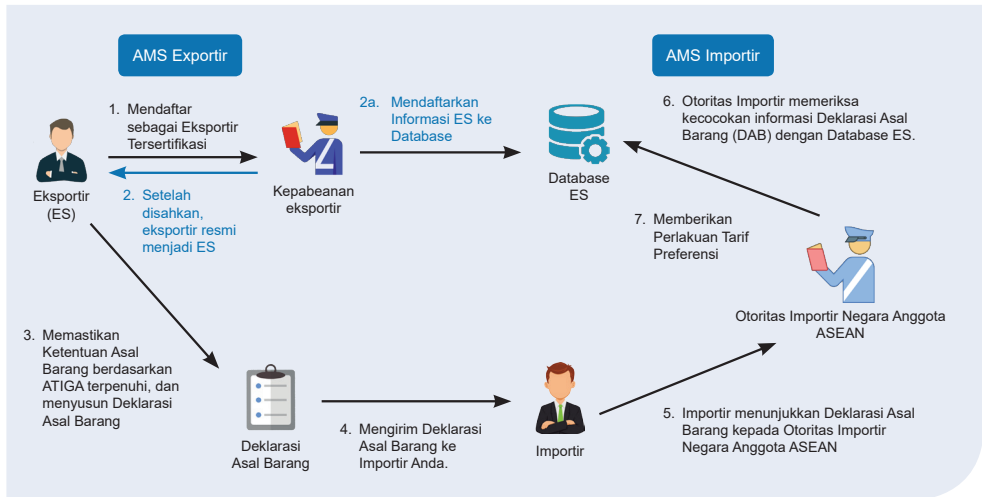 AMS Exportir
AMS Importir
1. Mendaftar
sebagai Eksportir
Tersertifikasi
2a. Mendaftarkan
Informasi ES ke
Database
6. Otoritas Importir memeriksa
kecocokan informasi Deklarasi Asal
Barang (DAB) dengan Database ES.
Eksportir
(ES)
2. Setelah
disahkan,
eksportir resmi
menjadi ES
Kepabeanan
eksportir
Database
ES
7. Memberikan
Perlakuan Tarif
Preferensi
Otoritas Importir Negara Anggota
ASEAN
3. Memastikan
Ketentuan Asal
Barang berdasarkan
ATIGA terpenuhi, dan
menyusun Deklarasi
Asal Barang
Deklarasi
Asal Barang
4. Mengirim Deklarasi
Asal Barang ke
Importir Anda.
Importir
5. Importir menunjukkan Deklarasi Asal
Barang kepada Otoritas Importir
Negara Anggota ASEAN